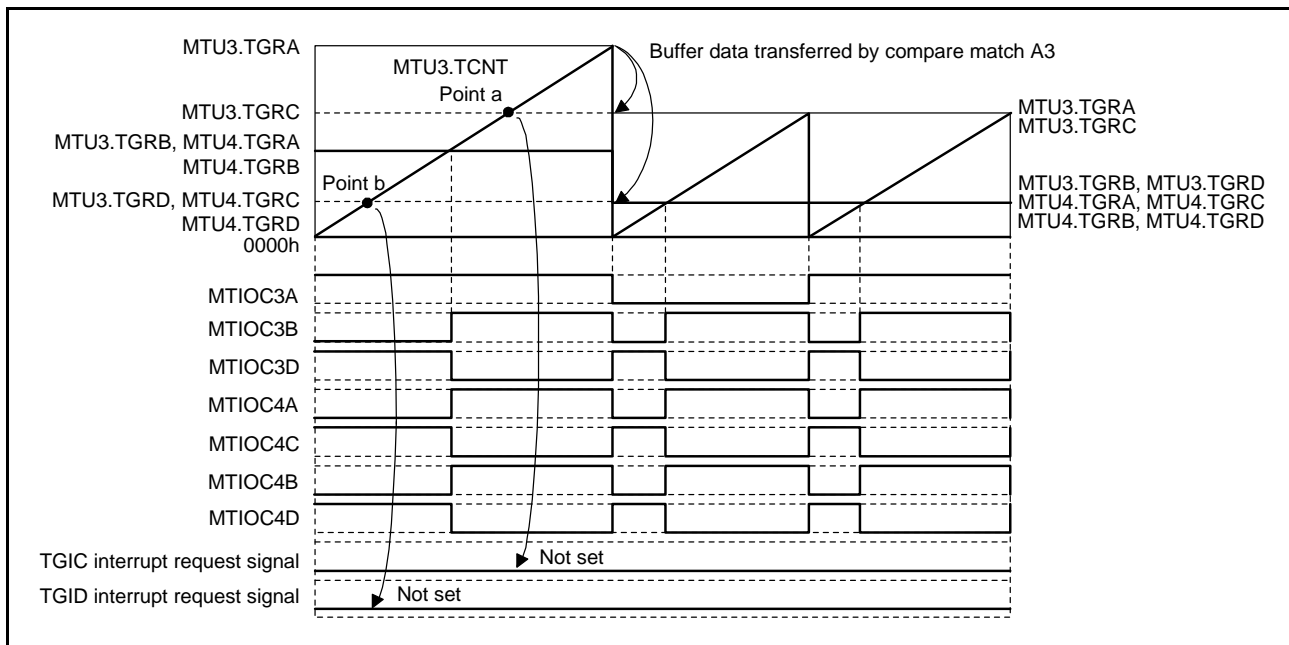 MTU3.TGRA
Buffer data transferred by compare match A3
MTU3.TCNT
Point a
MTU3.TGRC
MTU3.TGRA
MTU3.TGRC
MTU3.TGRB, MTU4.TGRA
MTU4.TGRB
Point b
MTU3.TGRD, MTU4.TGRC
MTU4.TGRD
0000h
MTU3.TGRB, MTU3.TGRD
MTU4.TGRA, MTU4.TGRC
MTU4.TGRB, MTU4.TGRD
MTIOC3A
MTIOC3B
MTIOC3D
MTIOC4A
MTIOC4C
MTIOC4B
MTIOC4D
TGIC interrupt request signal
Not set
TGID interrupt request signal
Not set